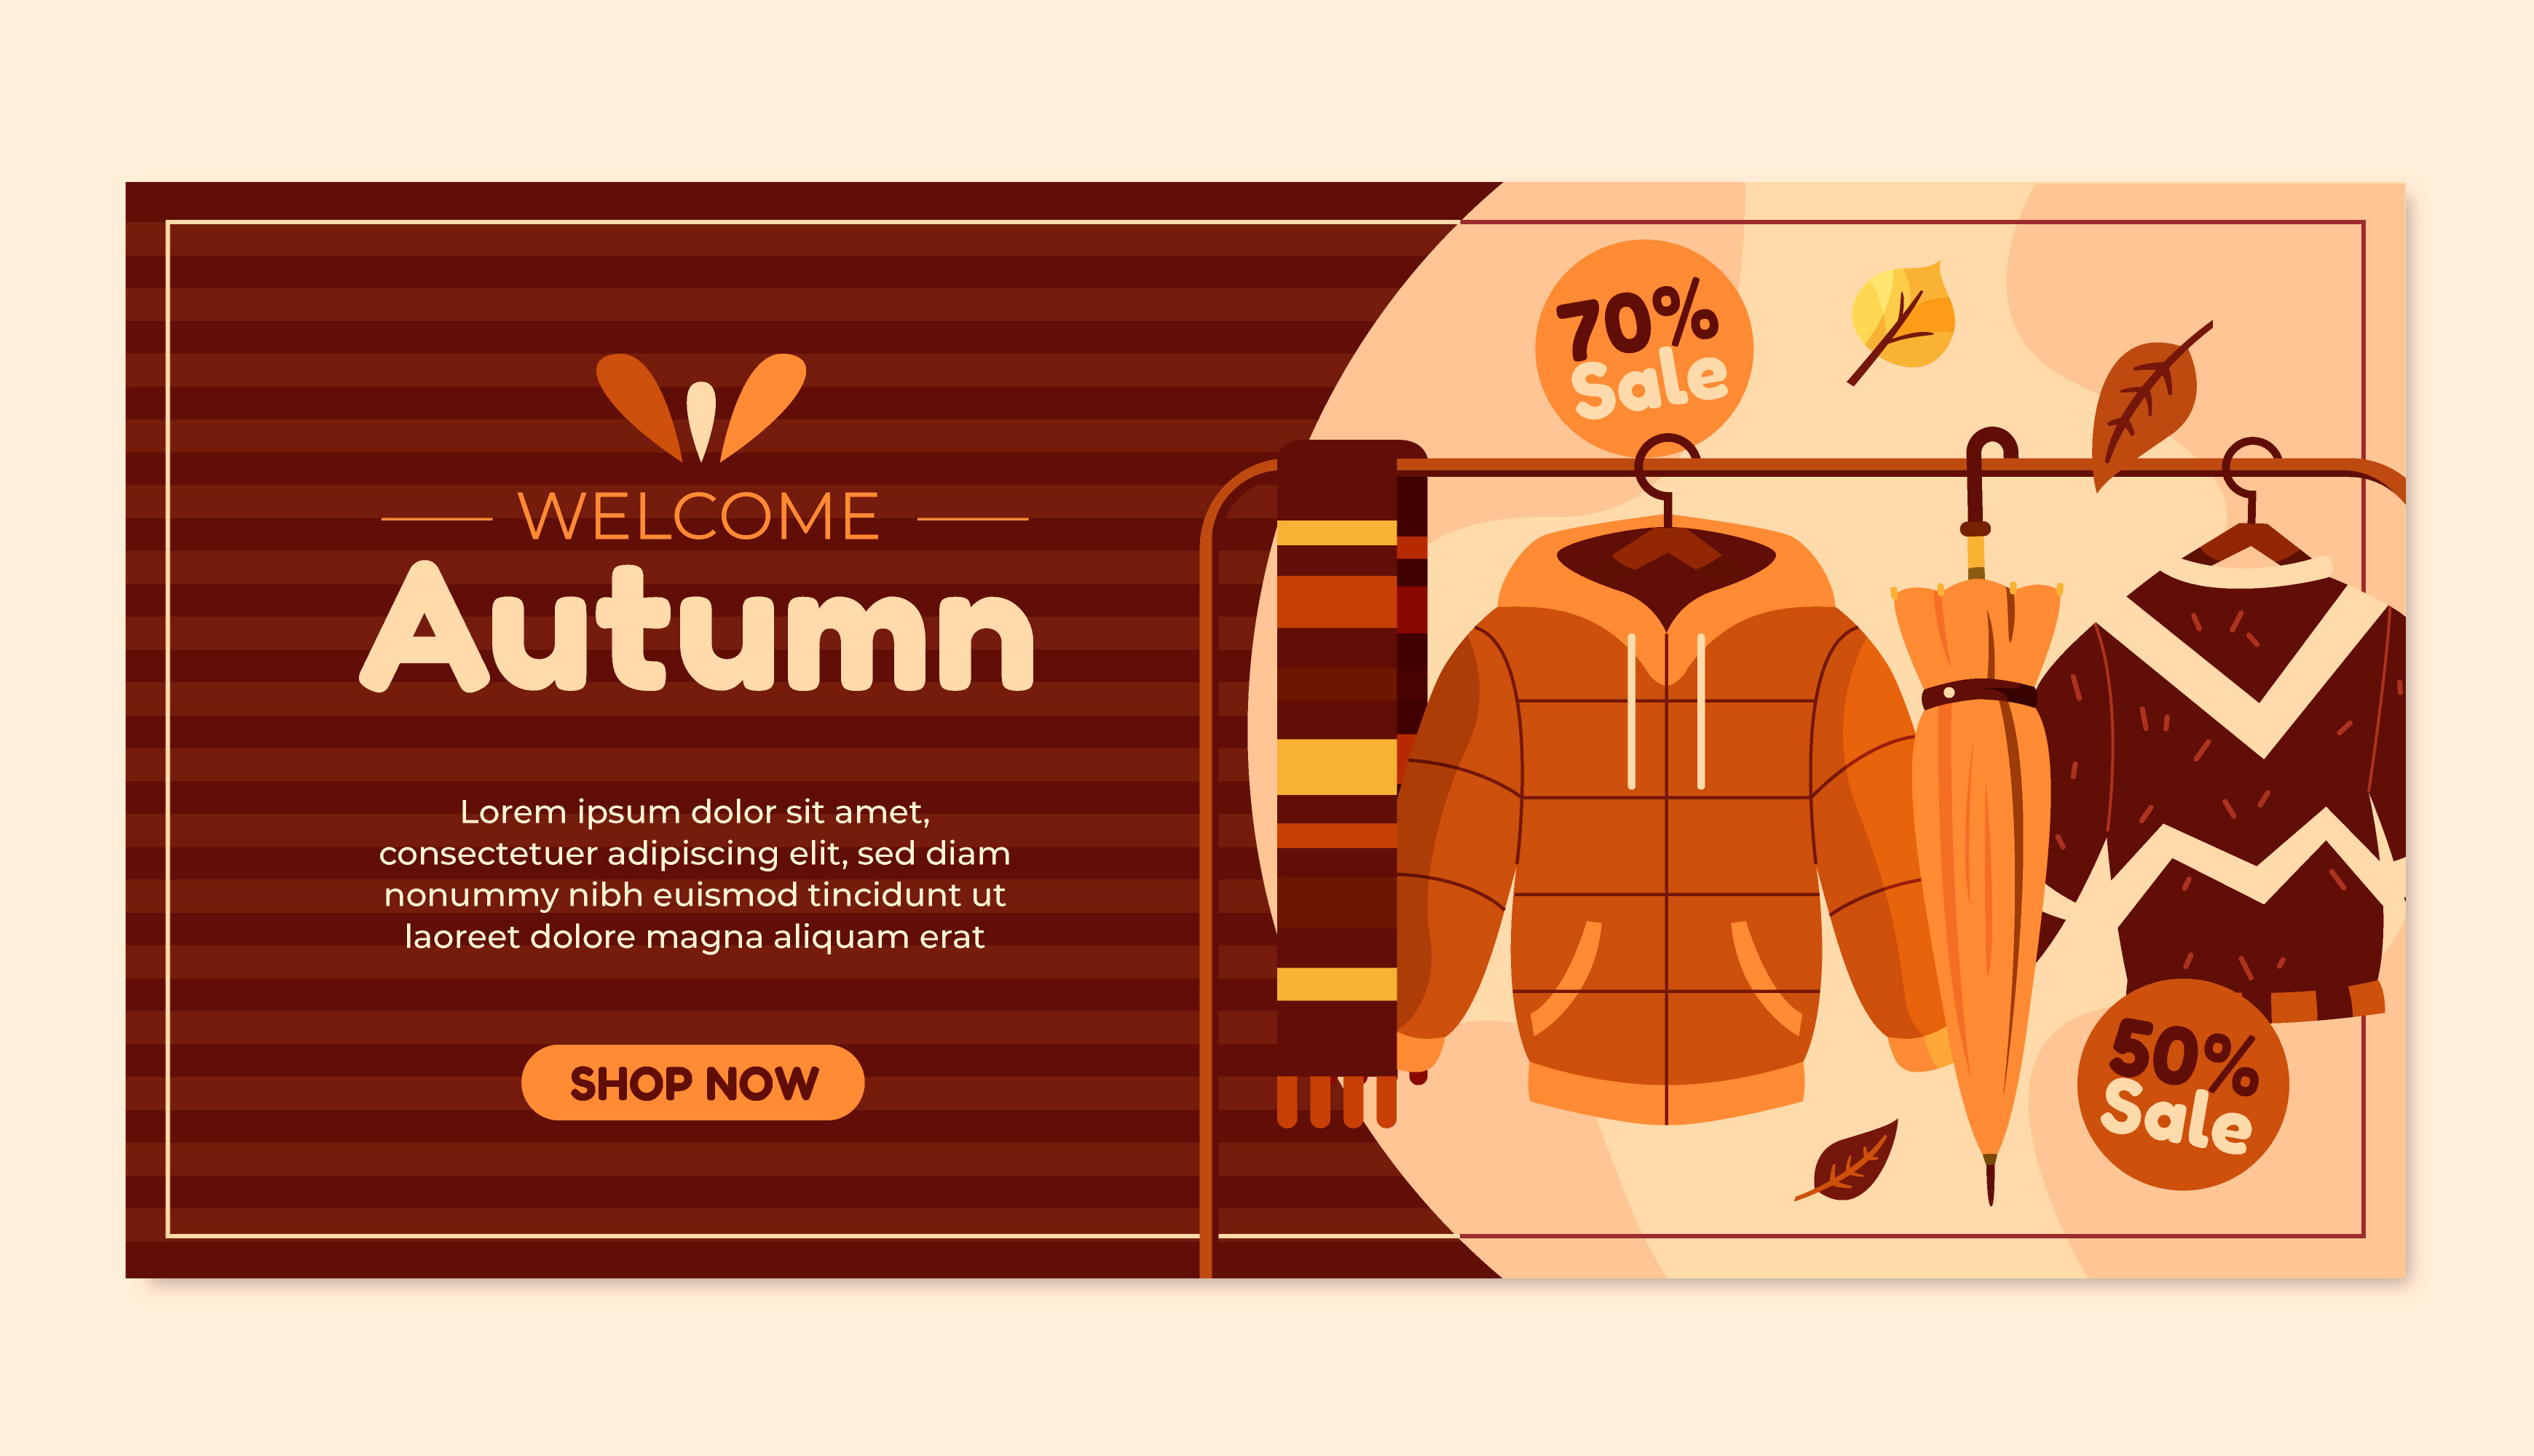 WELCOME
Autumn
Lorem ipsum dolor sit amet,
consectetuer adipiscing elit, sed diam
nonummy nibh euismod tincidunt ut
laoreet dolore magna aliquam erat
SHOP NOW
70%
Sale
50%
Sale